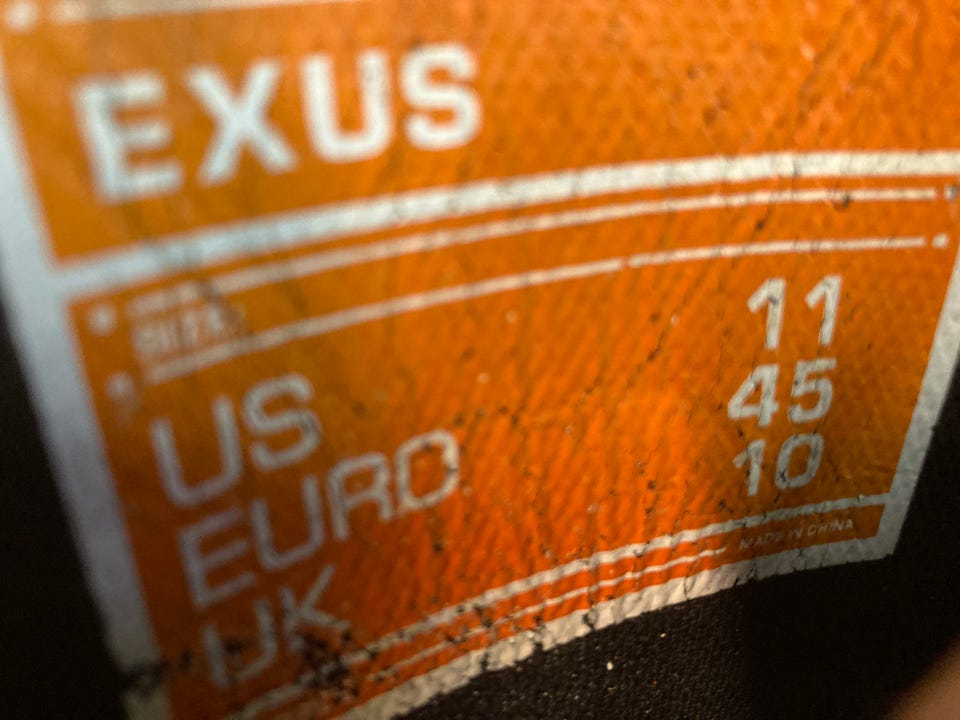 EXUS
SIZE
US 11
EURO 45
UK 10
MADE IN CHINA